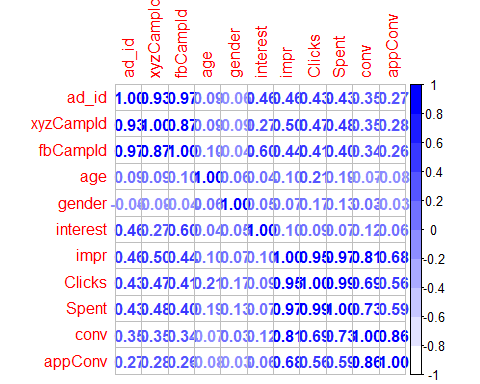 ad_id xyzCampId fbCampId age gender interest impr Clicks Spent conv appConv
ad_id 1.00 0.93 0.97 0.09 -0.06 0.46 0.46 0.43 0.43 0.35 0.27 1
xyzCampId 0.93 1.00 0.87 0.09 -0.09 0.27 0.50 0.47 0.48 0.35 0.28 0.8
fbCampId 0.97 0.87 1.00 0.10 -0.04 0.60 0.44 0.41 0.40 0.34 0.26 0.6
age 0.09 0.09 0.10 1.00 0.06 0.04 0.10 0.21 0.19 -0.07 -0.08 0.4
0.2
gender -0.06 -0.09 -0.04 0.06 1.00 0.05 0.07 0.17 0.13 0.03 -0.03
interest 0.46 0.27 0.60 0.04 0.05 1.00 0.10 0.09 0.07 0.12 0.06 0
impr 0.46 0.50 0.44 0.10 0.07 0.10 1.00 0.95 0.97 0.81 0.68 -0.2
Clicks 0.43 0.47 0.41 0.21 0.17 0.09 0.95 1.00 0.99 0.69 0.56 -0.4
Spent 0.43 0.48 0.40 0.19 0.13 0.07 0.97 0.99 1.00 0.73 0.59 -0.6
conv 0.35 0.35 0.34 -0.07 0.03 0.12 0.81 0.69 0.73 1.00 0.86 -0.8
appConv 0.27 0.28 0.26 -0.08 -0.03 0.06 0.68 0.56 0.59 0.86 1.00 -1